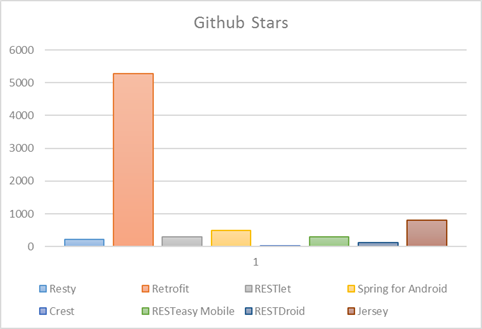 Github Stars
6000
5000
4000
3000
2000
1000
0
1
Resty Retrofit RESTlet Spring for Android
Crest RESTeasy Mobile RESTDroid Jersey